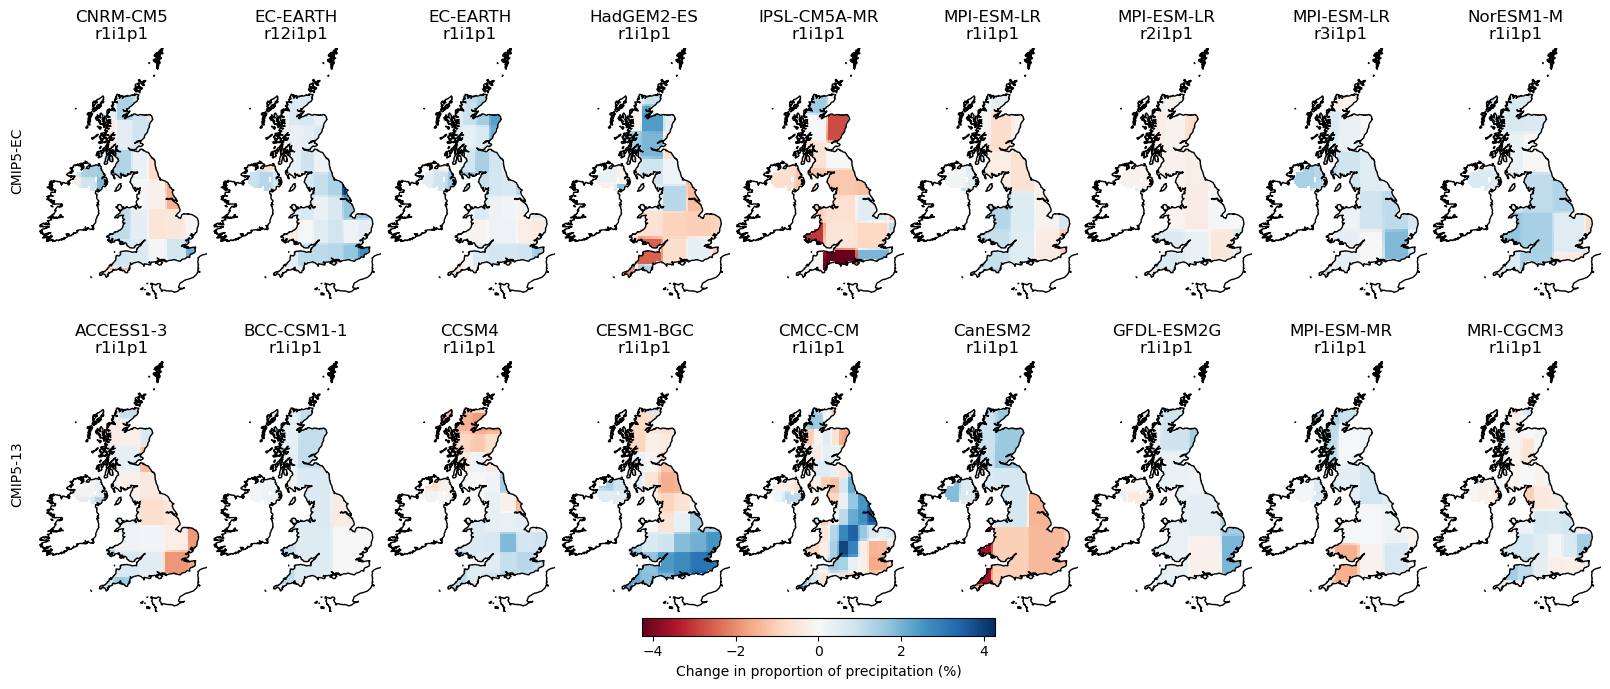 CNRM-CM5 EC-EARTH EC-EARTH HadGEM2-ES IPSL-CM5A-MR MPI-ESM-LR MPI-ESM-LR MPI-ESM-LR NorESM1-M
r1i1p1 r12i1p1 r1i1p1 r1i1p1 r1i1p1 r1i1p1 r2i1p1 r3i1p1 r1i1p1
CMIP5-EC
ACCESS1-3 BCC-CSM1-1 CCSM4 CESM1-BGC CMCC-CM CanESM2 GFDL-ESM2G MPI-ESM-MR MRI-CGCM3
r1i1p1 r1i1p1 r1i1p1 r1i1p1 r1i1p1 r1i1p1 r1i1p1 r1i1p1 r1i1p1
CMIP5-13
−4 −2 0 2 4
Change in proportion of precipitation (%)